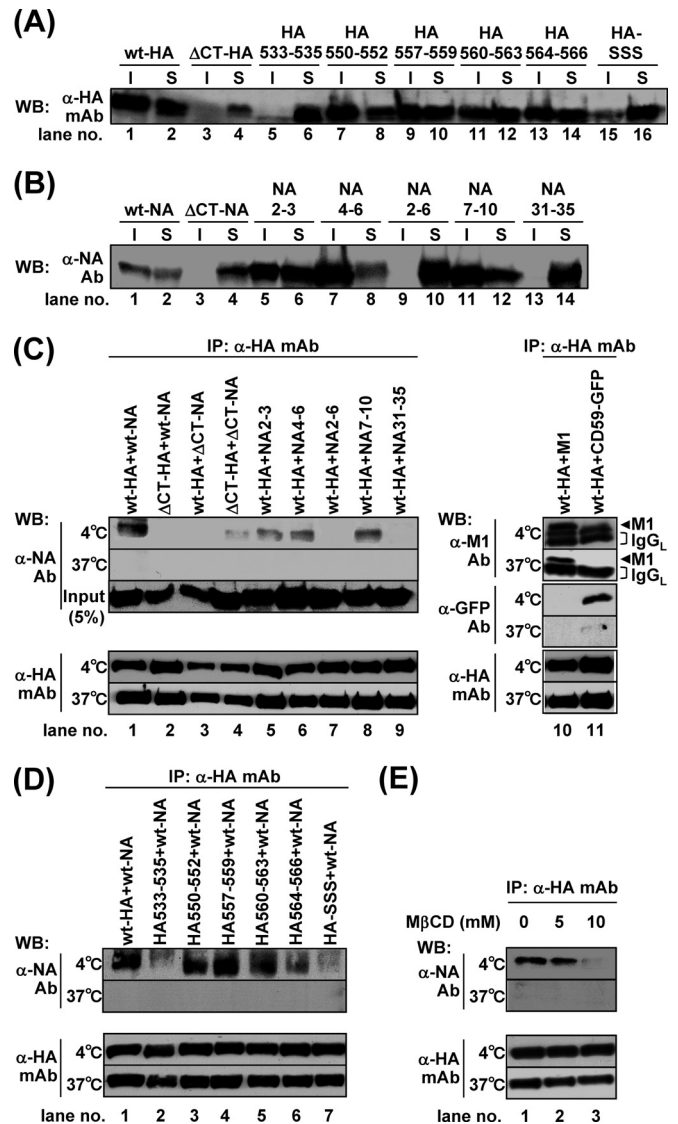 (A)
HA HA HA HA HA HA-
wt-HA ΔCT-HA 533-535 550-552 557-559 560-563 564-566 SSS
I S I S I S I S I S I S I S I S
WB: α-HA mAb
lane no. 1 2 3 4 5 6 7 8 9 10 11 12 13 14 15 16
(B)
NA NA NA NA NA
wt-NA ΔCT-NA 2-3 4-6 2-6 7-10 31-35
I S I S I S I S I S I S I S
WB: α-NA Ab
lane no. 1 2 3 4 5 6 7 8 9 10 11 12 13 14
(C)
IP: α-HA mAb
wt-HA+wt-NA
ΔCT-HA+wt-NA
wt-HA+ΔCT-NA
ΔCT-HA+ΔCT-NA
wt-HA+NA2-3
wt-HA+NA4-6
wt-HA+NA2-6
wt-HA+NA7-10
wt-HA+NA31-35
WB:
α-NA Ab
4℃
37℃
Input (5%)
α-HA mAb
4℃
37℃
lane no. 1 2 3 4 5 6 7 8 9
IP: α-HA mAb
wt-HA+M1
wt-HA+CD59-GFP
WB:
α-M1 Ab
4℃
◄M1
]IgGL
37℃
◄M1
]IgGL
α-GFP Ab
4℃
37℃
α-HA mAb
4℃
37℃
10 11
(D)
IP: α-HA mAb
wt-HA+wt-NA
HA533-535+wt-NA
HA550-552+wt-NA
HA557-559+wt-NA
HA560-563+wt-NA
HA564-566+wt-NA
HA-SSS+wt-NA
WB:
α-NA Ab
4℃
37℃
α-HA mAb
4℃
37℃
lane no. 1 2 3 4 5 6 7
(E)
IP: α-HA mAb
MβCD (mM) 0 5 10
WB:
α-NA Ab
4℃
37℃
α-HA mAb
4℃
37℃
lane no. 1 2 3